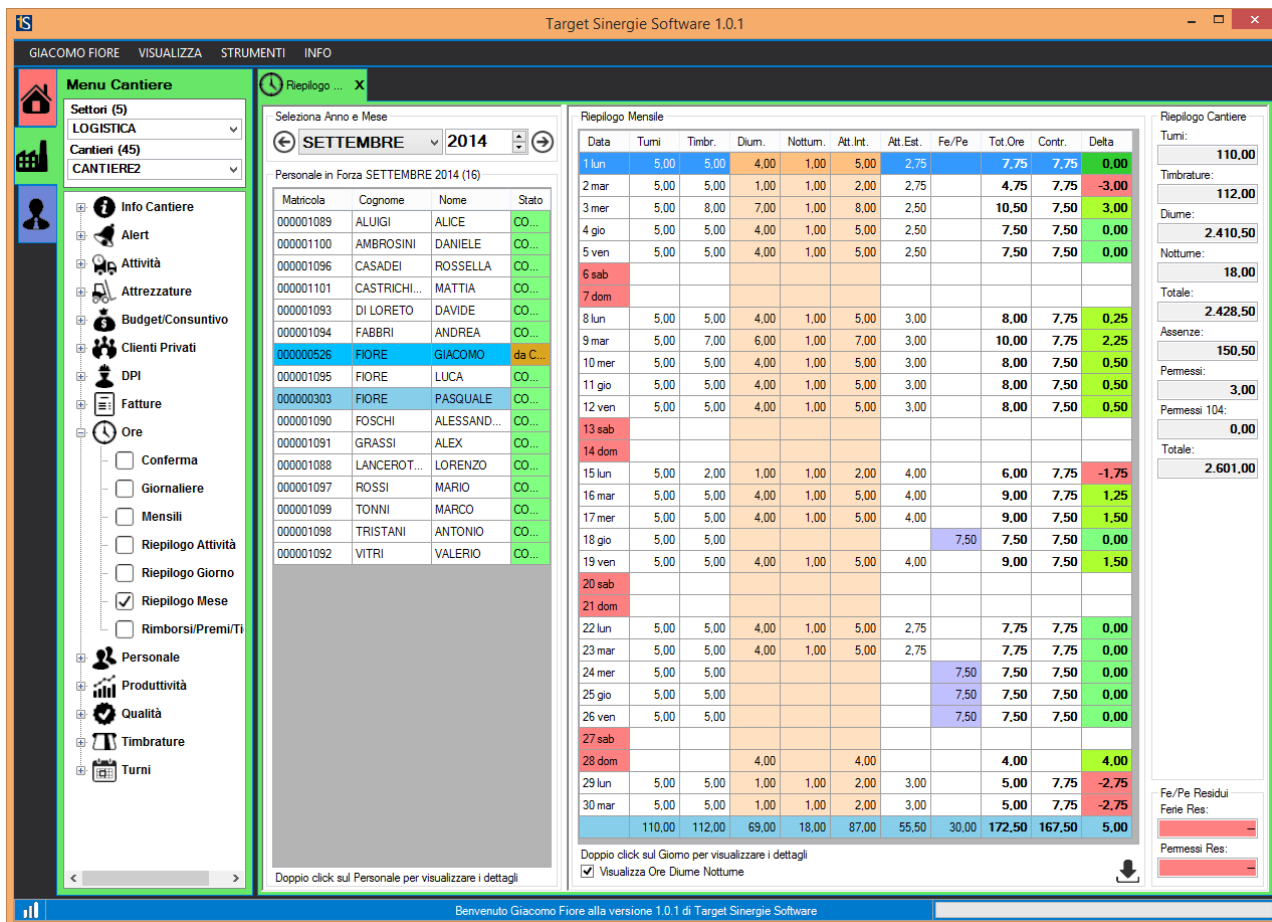 Target Sinergie Software 1.0.1
GIACOMO FIORE VISUALIZZA STRUMENTI INFO
Menu Cantiere
Settori (5)
LOGISTICA
Cantieri (45)
CANTIERE2
Info Cantiere
Alert
Attività
Attrezzature
Budget/Consuntivo
Clienti Privati
DPI
Fatture
Ore
Conferma
Giornaliere
Mensili
Riepilogo Attività
Riepilogo Giorno
Riepilogo Mese
Rimborsi/Premi/Ti
Personale
Produttività
Qualità
Timbrature
Turni
Riepilogo ... X
Seleziona Anno e Mese
SETTEMBRE 2014
Personale in Forza SETTEMBRE 2014 (16)
Matricola Cognome Nome Stato
000001089 ALUIGI ALICE CO...
000001100 AMBROSINI DANIELE CO...
000001096 CASADEI ROSSELLA CO...
000001101 CASTRICHI... MATTIA CO...
000001093 DI LORETO DAVIDE CO...
000001094 FABBRI ANDREA CO...
000000526 FIORE GIACOMO da C...
000001095 FIORE LUCA CO...
000000303 FIORE PASQUALE CO...
000001090 FOSCHI ALESSAND... CO...
000001091 GRASSI ALEX CO...
000001088 LANCEROT... LORENZO CO...
000001097 ROSSI MARIO CO...
000001099 TONNI MARCO CO...
000001098 TRISTANI ANTONIO CO...
000001092 VITRI VALERIO CO...
Doppio click sul Personale per visualizzare i dettagli
Riepilogo Mensile
Data Turni Timbr. Diurn. Notturn. Att.Int. Att.Est. Fe/Pe Tot.Ore Contr. Delta
1 lun 5,00 5,00 4,00 1,00 5,00 2,75 7,75 7,75 0,00
2 mar 5,00 5,00 1,00 1,00 2,00 2,75 4,75 7,75 -3,00
3 mer 5,00 8,00 7,00 1,00 8,00 2,50 10,50 7,50 3,00
4 gio 5,00 5,00 4,00 1,00 5,00 2,50 7,50 7,50 0,00
5 ven 5,00 5,00 4,00 1,00 5,00 2,50 7,50 7,50 0,00
6 sab
7 dom
8 lun 5,00 5,00 4,00 1,00 5,00 3,00 8,00 7,75 0,25
9 mar 5,00 7,00 6,00 1,00 7,00 3,00 10,00 7,75 2,25
10 mer 5,00 5,00 4,00 1,00 5,00 3,00 8,00 7,50 0,50
11 gio 5,00 5,00 4,00 1,00 5,00 3,00 8,00 7,50 0,50
12 ven 5,00 5,00 4,00 1,00 5,00 3,00 8,00 7,50 0,50
13 sab
14 dom
15 lun 5,00 2,00 1,00 1,00 2,00 4,00 6,00 7,75 -1,75
16 mar 5,00 5,00 4,00 1,00 5,00 4,00 9,00 7,75 1,25
17 mer 5,00 5,00 4,00 1,00 5,00 4,00 9,00 7,50 1,50
18 gio 5,00 5,00 7,50 7,50 7,50 0,00
19 ven 5,00 5,00 4,00 1,00 5,00 4,00 9,00 7,50 1,50
20 sab
21 dom
22 lun 5,00 5,00 4,00 1,00 5,00 2,75 7,75 7,75 0,00
23 mar 5,00 5,00 4,00 1,00 5,00 2,75 7,75 7,75 0,00
24 mer 5,00 5,00 7,50 7,50 7,50 0,00
25 gio 5,00 5,00 7,50 7,50 7,50 0,00
26 ven 5,00 5,00 7,50 7,50 7,50 0,00
27 sab
28 dom 4,00 4,00 4,00 4,00
29 lun 5,00 5,00 1,00 1,00 2,00 3,00 5,00 7,75 -2,75
30 mar 5,00 5,00 1,00 1,00 2,00 3,00 5,00 7,75 -2,75
110,00 112,00 69,00 18,00 87,00 55,50 30,00 172,50 167,50 5,00
Doppio click sul Giorno per visualizzare i dettagli
Visualizza Ore Diurne Notturne
Riepilogo Cantiere
Turni:
110,00
Timbrature:
112,00
Diurne:
2.410,50
Notturne:
18,00
Totale:
2.428,50
Assenze:
150,50
Permessi:
3,00
Permessi 104:
0,00
Totale:
2.601,00
Fe/Pe Residui
Ferie Res:
--
Permessi Res:
--
Benvenuto Giacomo Fiore alla versione 1.0.1 di Target Sinergie Software